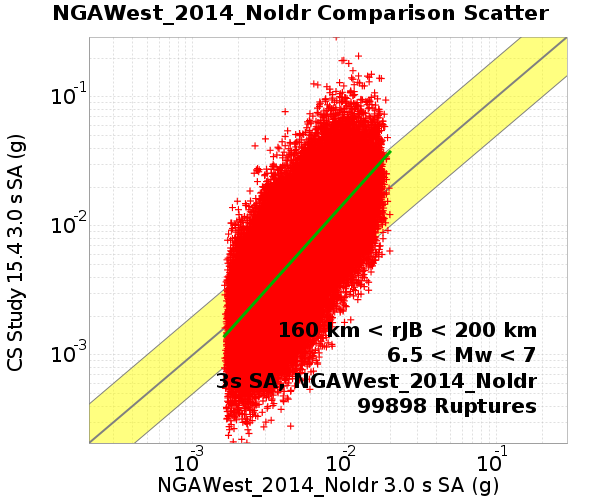 NGAWest_2014_NoIdr Comparison Scatter
CS Study 15.4 3.0 s SA (g)
10-1
10-2
10-3
160 km < rJB < 200 km
6.5 < Mw < 7
3s SA, NGAWest_2014_NoIdr
99898 Ruptures
10-3 10-2 10-1
NGAWest_2014_NoIdr 3.0 s SA (g)